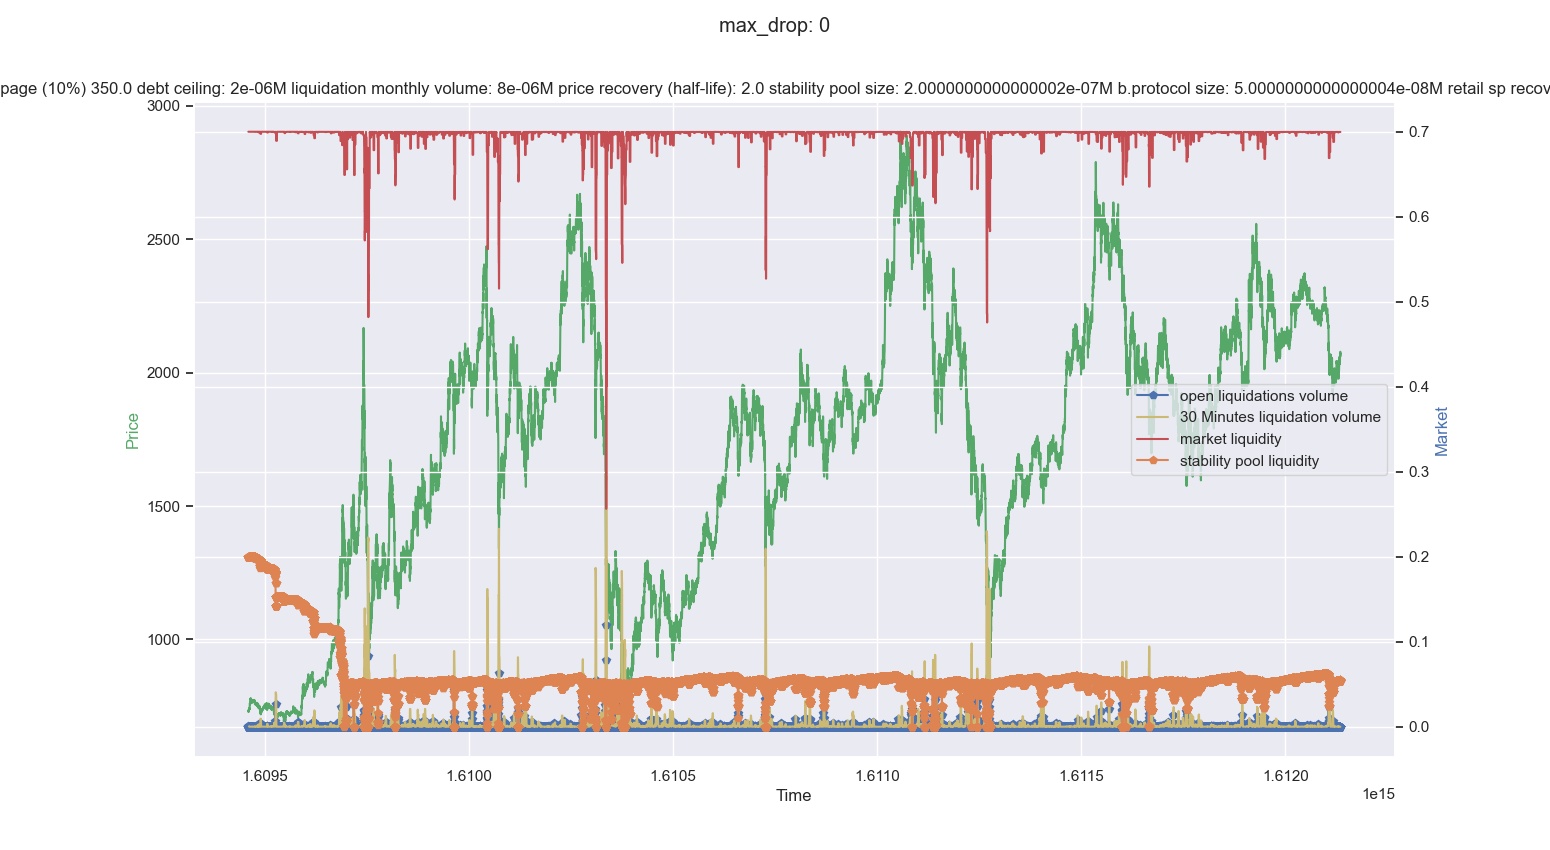 max_drop: 0
page (10%) 350.0 debt ceiling: 2e-06M liquidation monthly volume: 8e-06M price recovery (half-life): 2.0 stability pool size: 2.0000000000000002e-07M b.protocol size: 5.0000000000000004e-08M retail sp recov
3000
2500
2000
1500
1000
Price
0.7
0.6
0.5
0.4
0.3
0.2
0.1
0.0
Market
open liquidations volume
30 Minutes liquidation volume
market liquidity
stability pool liquidity
1.6095 1.6100 1.6105 1.6110 1.6115 1.6120
Time
1e15